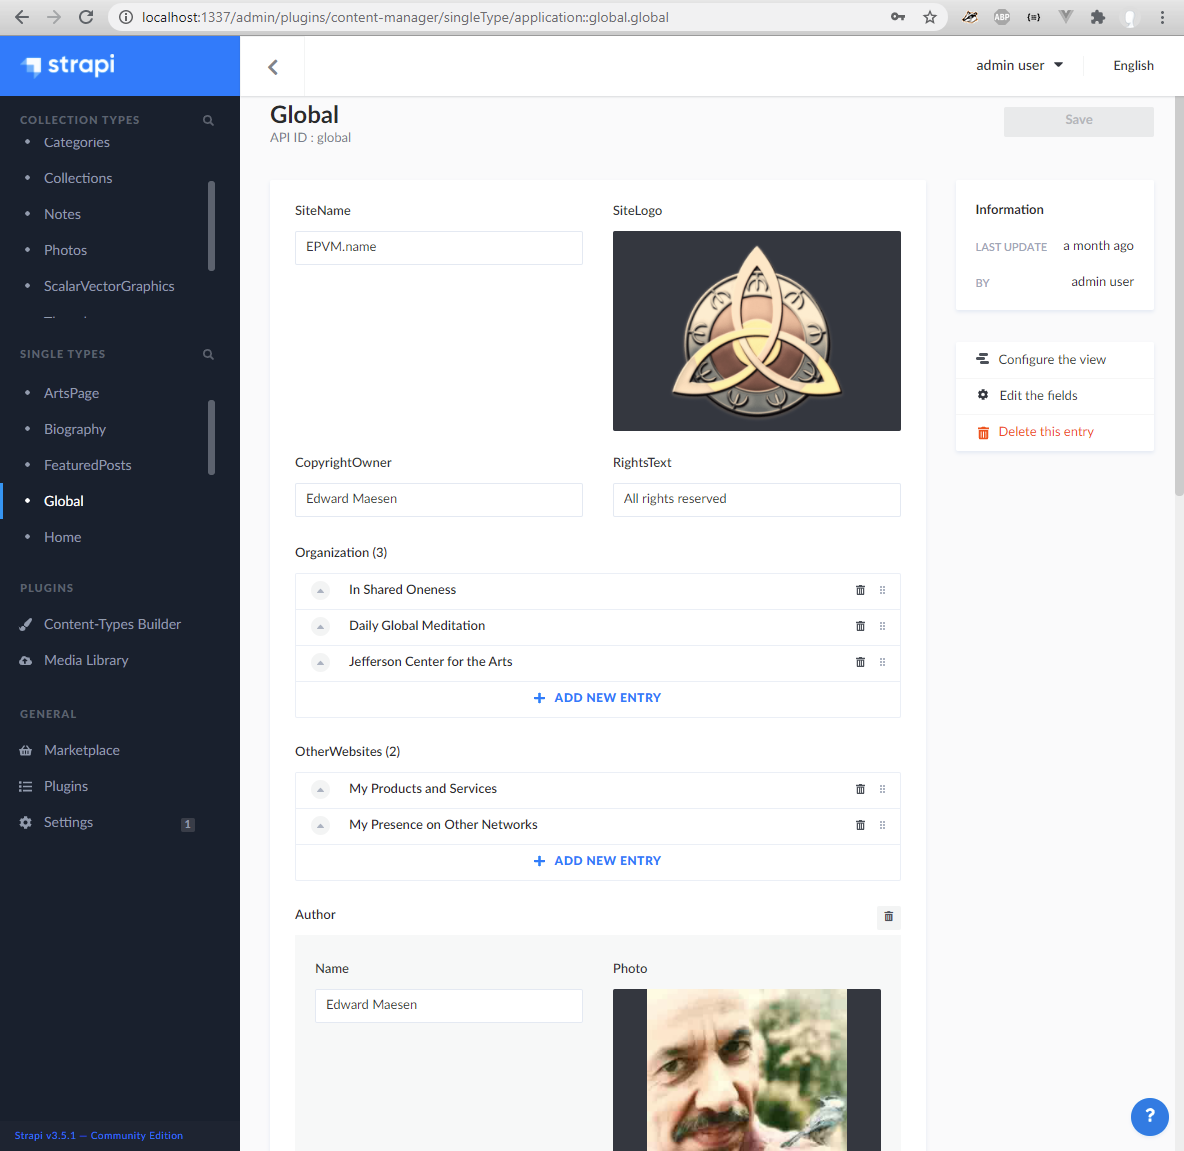 localhost:1337/admin/plugins/content-manager/singleType/application::global.global
ABP
strapi
admin user
English
COLLECTION TYPES
Categories
Collections
Notes
Photos
ScalarVectorGraphics
SINGLE TYPES
ArtsPage
Biography
FeaturedPosts
Global
Home
PLUGINS
Content-Types Builder
Media Library
GENERAL
Marketplace
Plugins
Settings
1
Strapi v3.5.1 — Community Edition
Global
API ID : global
Save
SiteName
EPVM.name
SiteLogo
CopyrightOwner
Edward Maesen
RightsText
All rights reserved
Organization (3)
In Shared Oneness
Daily Global Meditation
Jefferson Center for the Arts
+ ADD NEW ENTRY
OtherWebsites (2)
My Products and Services
My Presence on Other Networks
+ ADD NEW ENTRY
Author
Name
Edward Maesen
Photo
Information
LAST UPDATE a month ago
BY admin user
Configure the view
Edit the fields
Delete this entry
?